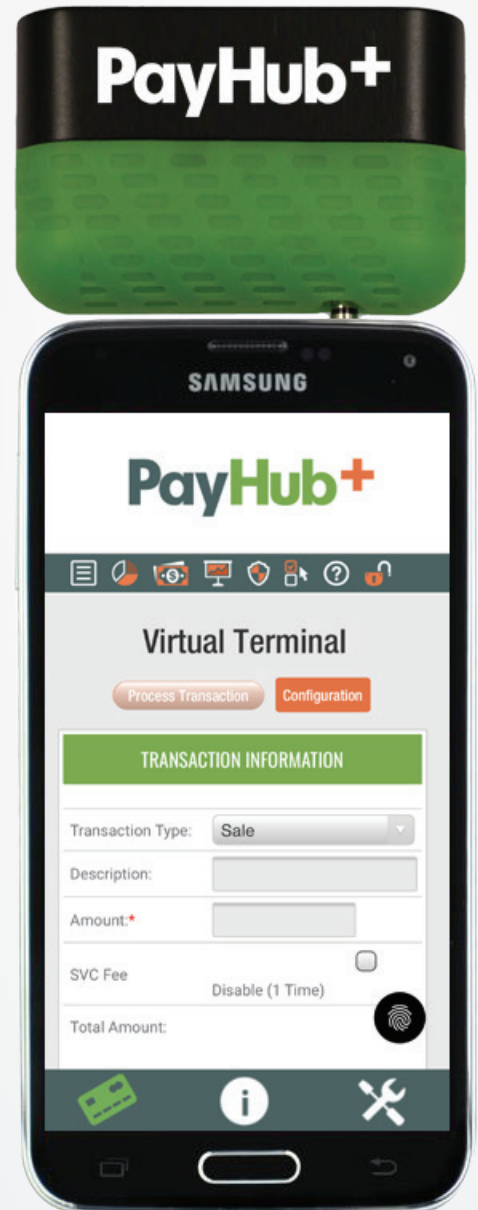 PayHub+
SAMSUNG
PayHub+
Virtual Terminal
Process Transaction Configuration
TRANSACTION INFORMATION
Transaction Type: Sale
Description:
Amount:*
SVC Fee
Disable (1 Time)
Total Amount: